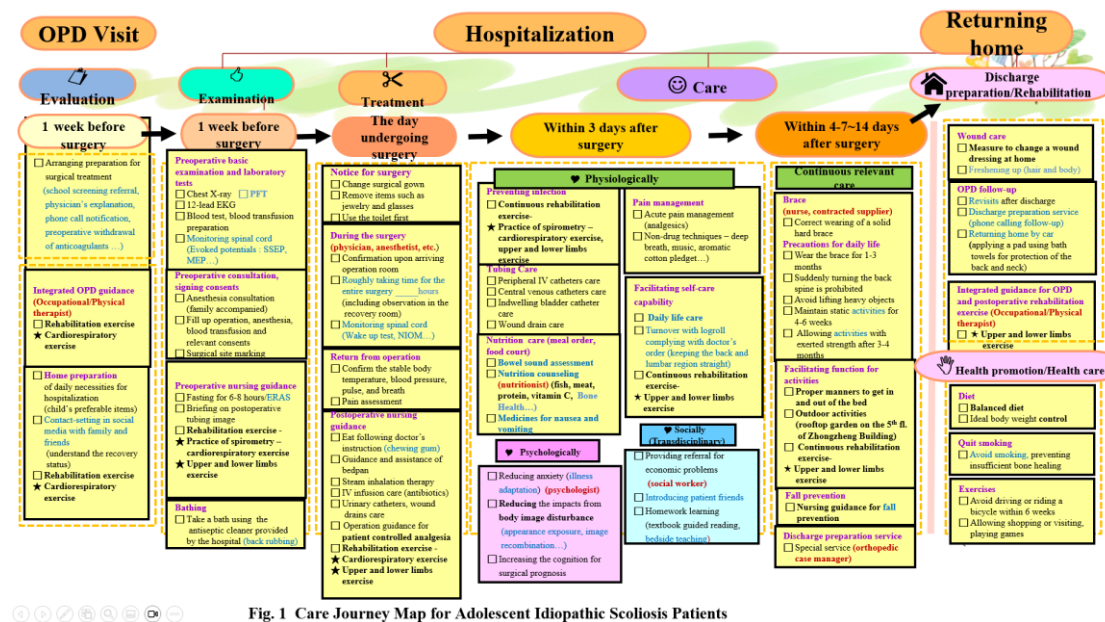 OPD Visit
Hospitalization
Returning
home
Evaluation
Examination
Treatment
Care
Discharge
preparation/Rehabilitation
1 week before
surgery
1 week before
surgery
The day
undergoing
surgery
Within 3 days after
surgery
Within 4-7~14 days
after surgery
Arranging preparation for
surgical treatment
(school screening referral,
physician's explanation,
phone call notification,
preoperative withdrawal
of anticoagulants …)
Integrated OPD guidance
(Occupational/Physical
therapist)
Rehabilitation exercise
★ Cardiorespiratory
exercise
Home preparation
of daily necessities for
hospitalization
(child's preferable items)
Contact-setting in social
media with family and
friends
(understand the recovery
status)
Rehabilitation exercise
★ Cardiorespiratory
exercise
Preoperative basic
examination and laboratory
tests
Chest X-ray PFT
12-lead EKG
Blood test, blood transfusion
preparation
Monitoring spinal cord
(Evoked potentials : SSEP,
MEP…)
Preoperative consultation,
signing consents
Anesthesia consultation
(family accompanied)
Fill up operation, anesthesia,
blood transfusion and
relevant consents
Surgical site marking
Preoperative nursing guidance
Fasting for 6-8 hours/ERAS
Briefing on postoperative
tubing image
Rehabilitation exercise -
★ Practice of spirometry –
cardiorespiratory exercise
★ Upper and lower limbs
exercise
Bathing
Take a bath using the
antiseptic cleaner provided
by the hospital (back rubbing)
Notice for surgery
Change surgical gown
Remove items such as
jewelry and glasses
Use the toilet first
During the surgery
(physician, anesthetist, etc.)
Confirmation upon arriving
operation room
Roughly taking time for the
entire surgery _____hours
(including observation in the
recovery room)
Monitoring spinal cord
(Wake up test, NIOM…)
Return from operation
Confirm the stable body
temperature, blood pressure,
pulse, and breath
Pain assessment
Postoperative nursing
guidance
Eat following doctor's
instruction (chewing gum)
Guidance and assistance of
bedpan
Steam inhalation therapy
IV infusion care (antibiotics)
Urinary catheters, wound
drains care
Operation guidance for
patient controlled analgesia
Rehabilitation exercise -
★ Cardiorespiratory exercise
★ Upper and lower limbs
exercise
♥ Physiologically
Preventing infection
Continuous rehabilitation
exercise-
★ Practice of spirometry –
cardiorespiratory exercise,
upper and lower limbs
exercise
Tubing Care
Peripheral IV catheters care
Central venous catheters care
Indwelling bladder catheter
care
Wound drain care
Nutrition care (meal order,
food court)
Bowel sound assessment
Nutrition counseling
(nutritionist) (fish, meat,
protein, vitamin C, Bone
Health…)
Medicines for nausea and
vomiting
♥ Psychologically
Reducing anxiety (illness
adaptation) (psychologist)
Reducing the impacts from
body image disturbance
(appearance exposure, image
recombination…)
Increasing the cognition for
surgical prognosis
Pain management
Acute pain management
(analgesics)
Non-drug techniques – deep
breath, music, aromatic
cotton pledget…)
Facilitating self-care
capability
Daily life care
Turnover with logroll
complying with doctor's
order (keeping the back and
lumbar region straight)
Continuous rehabilitation
exercise-
★ Upper and lower limbs
exercise
♥ Socially
(Transdisciplinary)
Providing referral for
economic problems
(social worker)
Introducing patient friends
Homework learning
(textbook guided reading,
bedside teaching)
Continuous relevant
care
Brace
(nurse, contracted supplier)
Correct wearing of a solid
hard brace
Precautions for daily life
Wear the brace for 1-3
months
Suddenly turning the back
spine is prohibited
Avoid lifting heavy objects
Maintain static activities for
4-6 weeks
Allowing activities with
exerted strength after 3-4
months
Facilitating function for
activities
Proper manners to get in
and out of the bed
Outdoor activities
(rooftop garden on the 5th fl.
of Zhongzheng Building)
Continuous rehabilitation
exercise-
★ Upper and lower limbs
exercise
Fall prevention
Nursing guidance for fall
prevention
Discharge preparation service
Special service (orthopedic
case manager)
Wound care
Measure to change a wound
dressing at home
Freshening up (hair and body)
OPD follow-up
Revisits after discharge
Discharge preparation service
(phone calling follow-up)
Returning home by car
(applying a pad using bath
towels for protection of the
back and neck)
Integrated guidance for OPD
and postoperative rehabilitation
exercise (Occupational/Physical
therapist)
★ Upper and lower limbs
exercise
Health promotion/Health care
Diet
Balanced diet
Ideal body weight control
Quit smoking
Avoid smoking, preventing
insufficient bone healing
Exercises
Avoid driving or riding a
bicycle within 6 weeks
Allowing shopping or visiting,
playing games
Fig. 1 Care Journey Map for Adolescent Idiopathic Scoliosis Patients